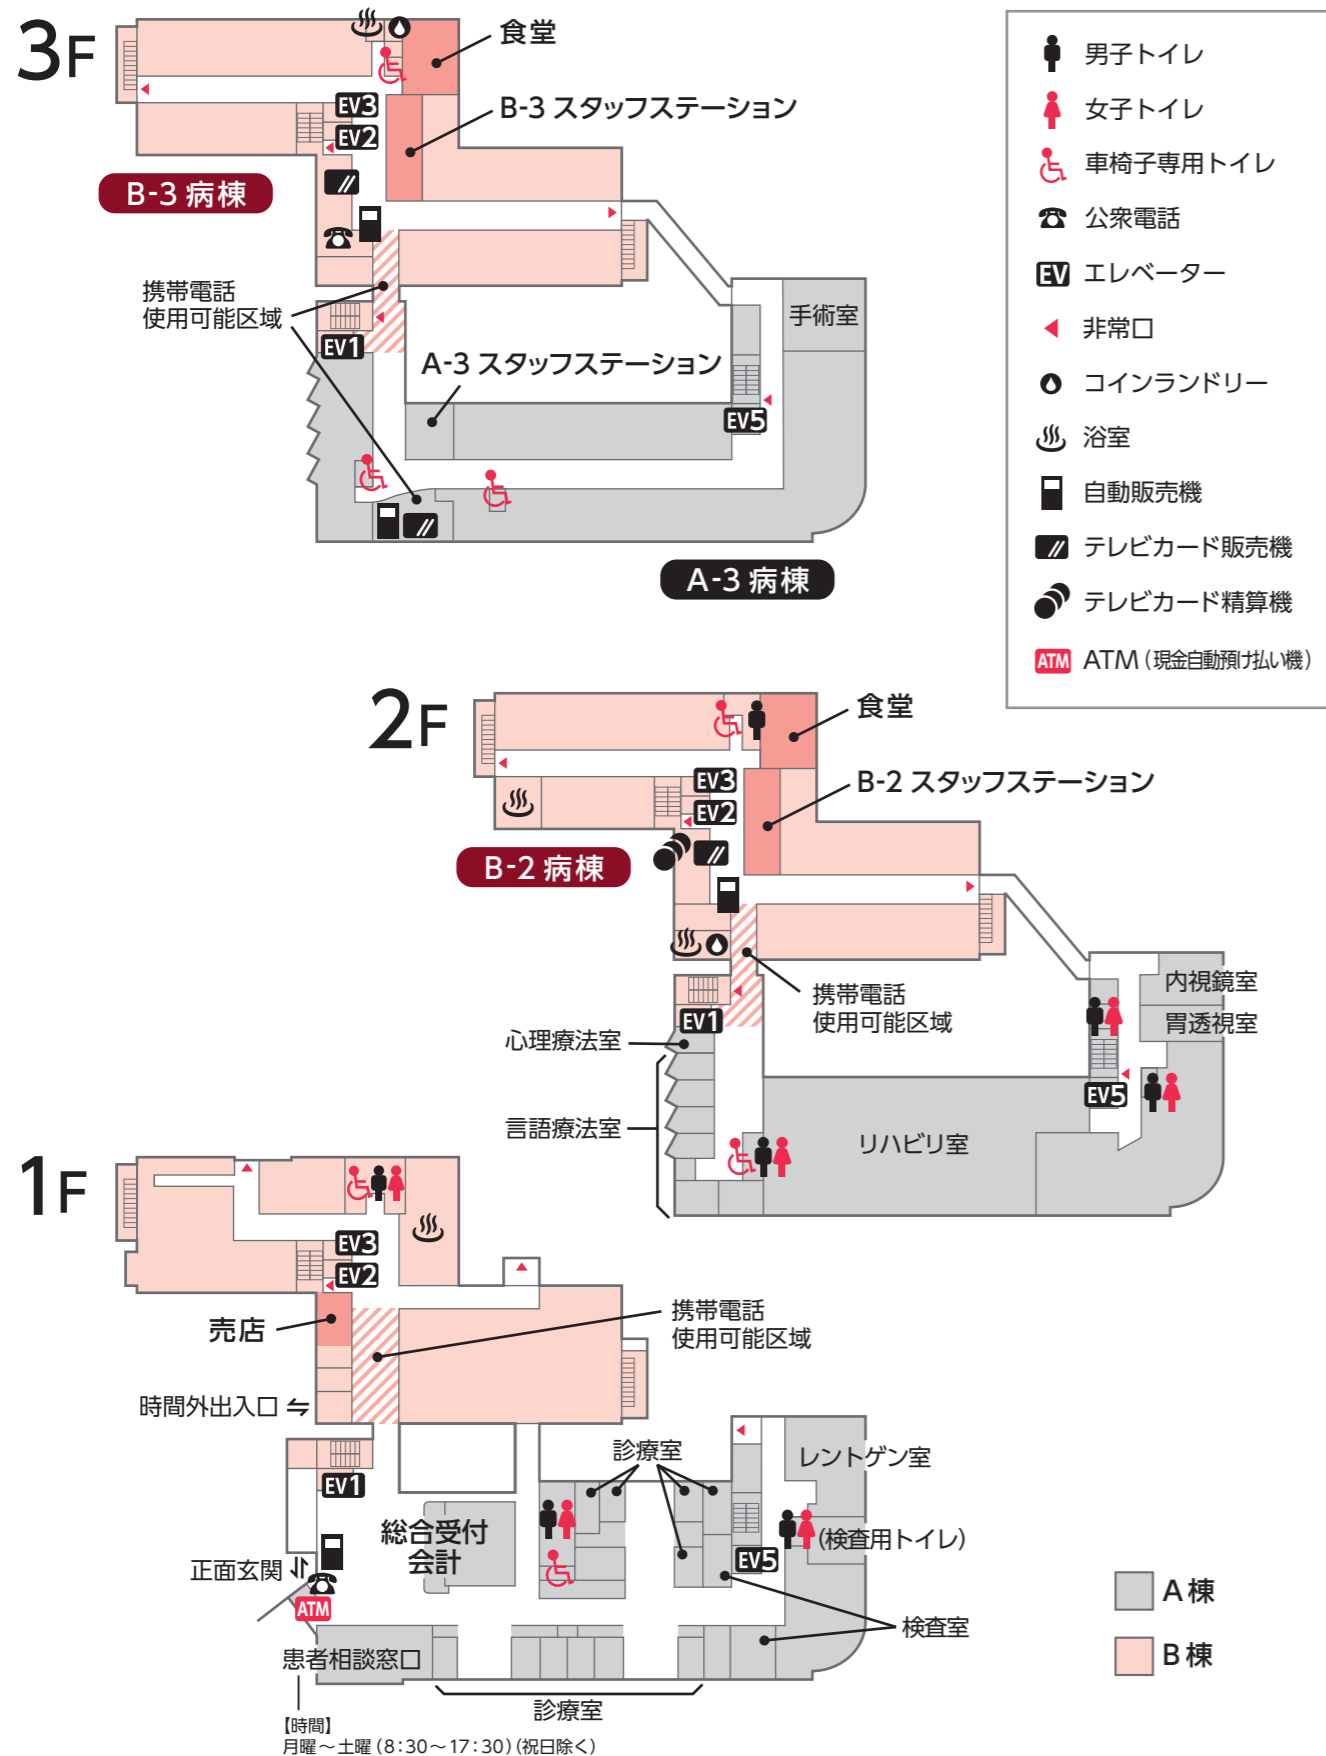 3F
食堂
B-3 スタッフステーション
EV3
EV2
B-3 病棟
携帯電話
使用可能区域
EV1
手術室
A-3 スタッフステーション
EV5
A-3 病棟
男子トイレ
女子トイレ
車椅子専用トイレ
公衆電話
EV エレベーター
非常口
コインランドリー
浴室
自動販売機
テレビカード販売機
テレビカード精算機
ATM ATM（現金自動預け払い機）
2F
食堂
EV3
EV2
B-2 スタッフステーション
B-2 病棟
携帯電話
使用可能区域
EV1
内視鏡室
胃透視室
心理療法室
EV5
言語療法室
リハビリ室
1F
EV3
EV2
売店
携帯電話
使用可能区域
時間外出入口 ⇋
EV1
診療室
レントゲン室
総合受付
会計
(検査用トイレ)
EV5
正面玄関
ATM
検査室
患者相談窓口
診療室
【時間】
月曜～土曜 (8:30～17:30) (祝日除く)
A棟
B棟